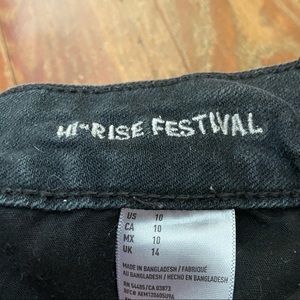 HI-RISE FESTIVAL
US 10
CA 10
MX 10
UK 14
MADE IN BANGLADESH / FABRIQUÉ
AU BANGLADESH / HECHO EN BANGLADESH
RN 54485/CA 03873